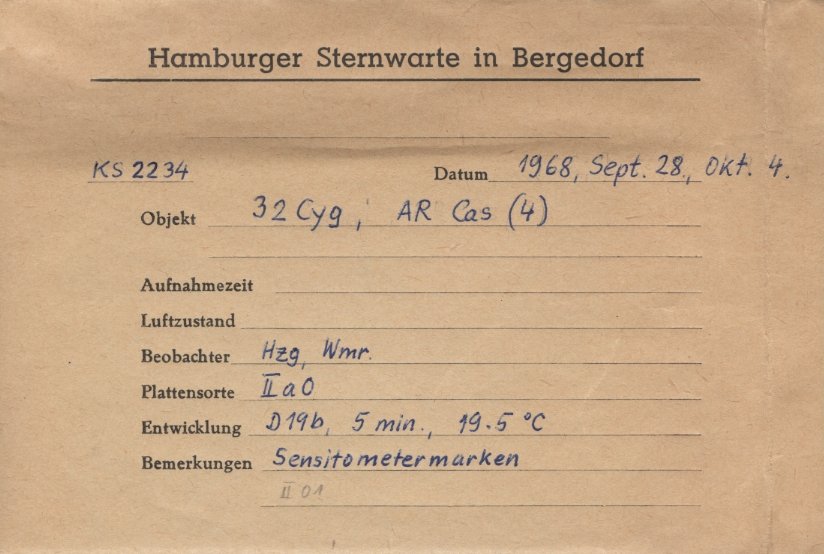 Hamburger Sternwarte in Bergedorf
KS 2234 Datum 1968, Sept. 28., Okt. 4.
Objekt 32 Cyg, AR Cas (4)
Aufnahmezeit
Luftzustand
Beobachter Hzg, Wmr.
Plattensorte IIaO
Entwicklung D19b, 5 min., 19.5 °C
Bemerkungen Sensitometermarken
II 01